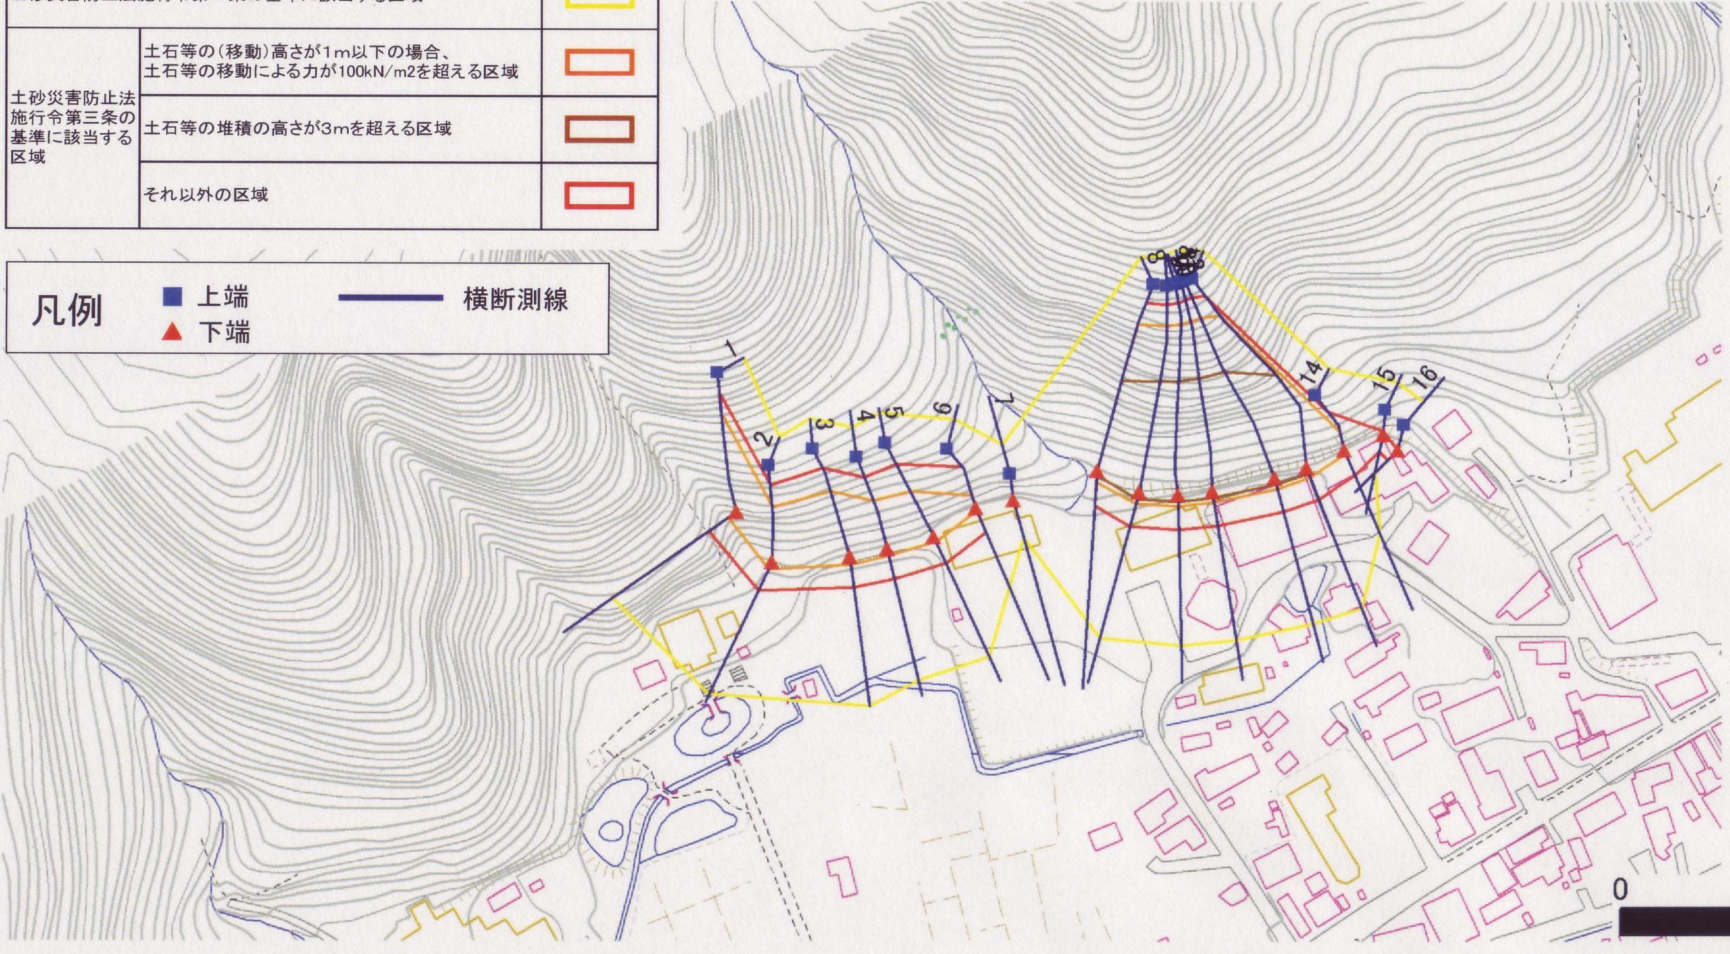 土石等の(移動)高さが1m以下の場合、
土石等の移動による力が100kN/m2を超える区域
土砂災害防止法
施行令第三条の
基準に該当する
区域
土石等の堆積の高さが3mを超える区域
それ以外の区域
凡例
上端
横断測線
下端
1
2
3
4
5
6
7
8
14
15
16
0